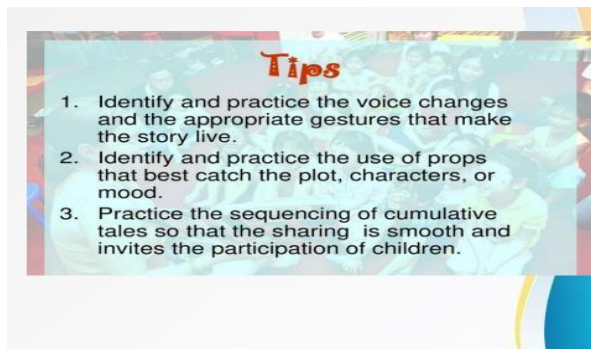 Tips
1. Identify and practice the voice changes
and the appropriate gestures that make
the story live.
2. Identify and practice the use of props
that best catch the plot, characters, or
mood.
3. Practice the sequencing of cumulative
tales so that the sharing is smooth and
invites the participation of children.